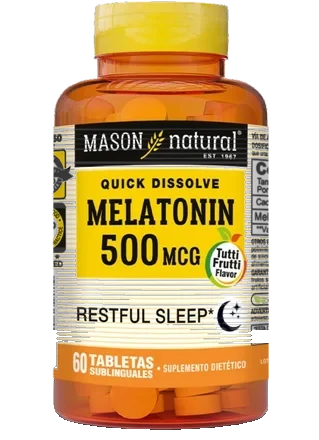 MASON natural®
EST. 1967
QUICK DISSOLVE
MELATONIN
500 MCG
Tutti
Frutti
Flavor
RESTFUL SLEEP*
60 TABLETAS
SUBLINGUALES
• SUPLEMENTO DIETÉTICO